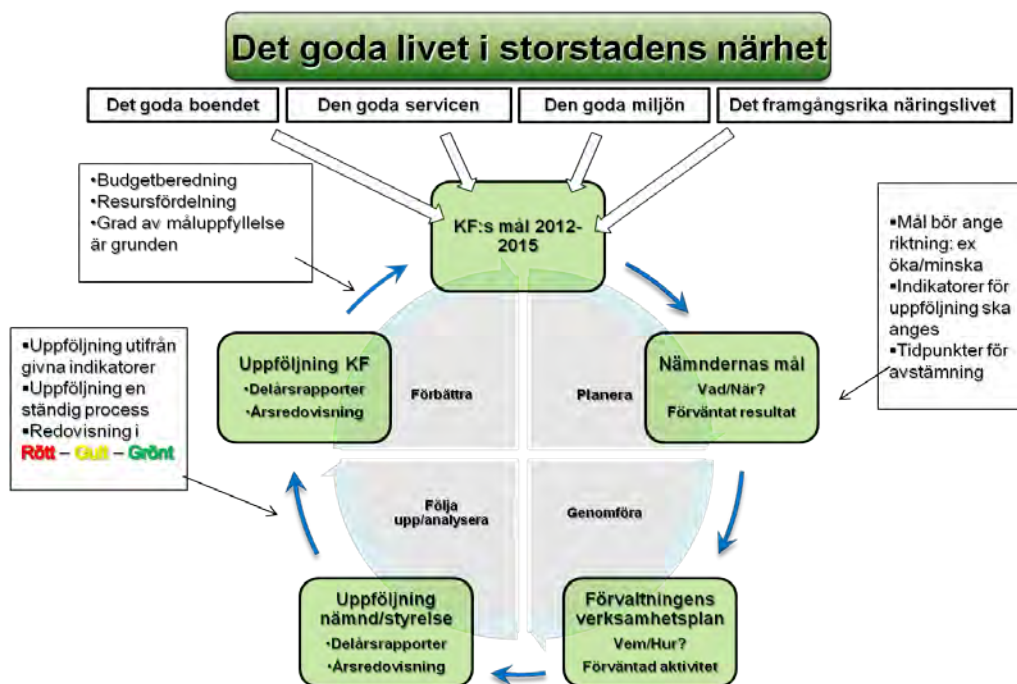 Det goda livet i storstadens närhet
Det goda boendet
Den goda servicen
Den goda miljön
Det framgångsrika näringslivet
•Budgetberedning
•Resursfördelning
•Grad av måluppfyllelse
är grunden
KF:s mål 2012-
2015
▪Mål bör ange
riktning: ex
öka/minska
▪Indikatorer för
uppföljning ska
anges
▪Tidpunkter för
avstämning
▪Uppföljning utifrån
givna indikatorer
▪Uppföljning en
ständig process
▪Redovisning i
Rött – Gult – Grönt
Uppföljning KF
•Delårsrapporter
•Årsredovisning
Förbättra
Planera
Nämndernas mål
Vad/När?
Förväntat resultat
Följa
upp/analysera
Genomföra
Uppföljning
nämnd/styrelse
•Delårsrapporter
•Årsredovisning
Förvaltningens
verksamhetsplan
Vem/Hur?
Förväntad aktivitet